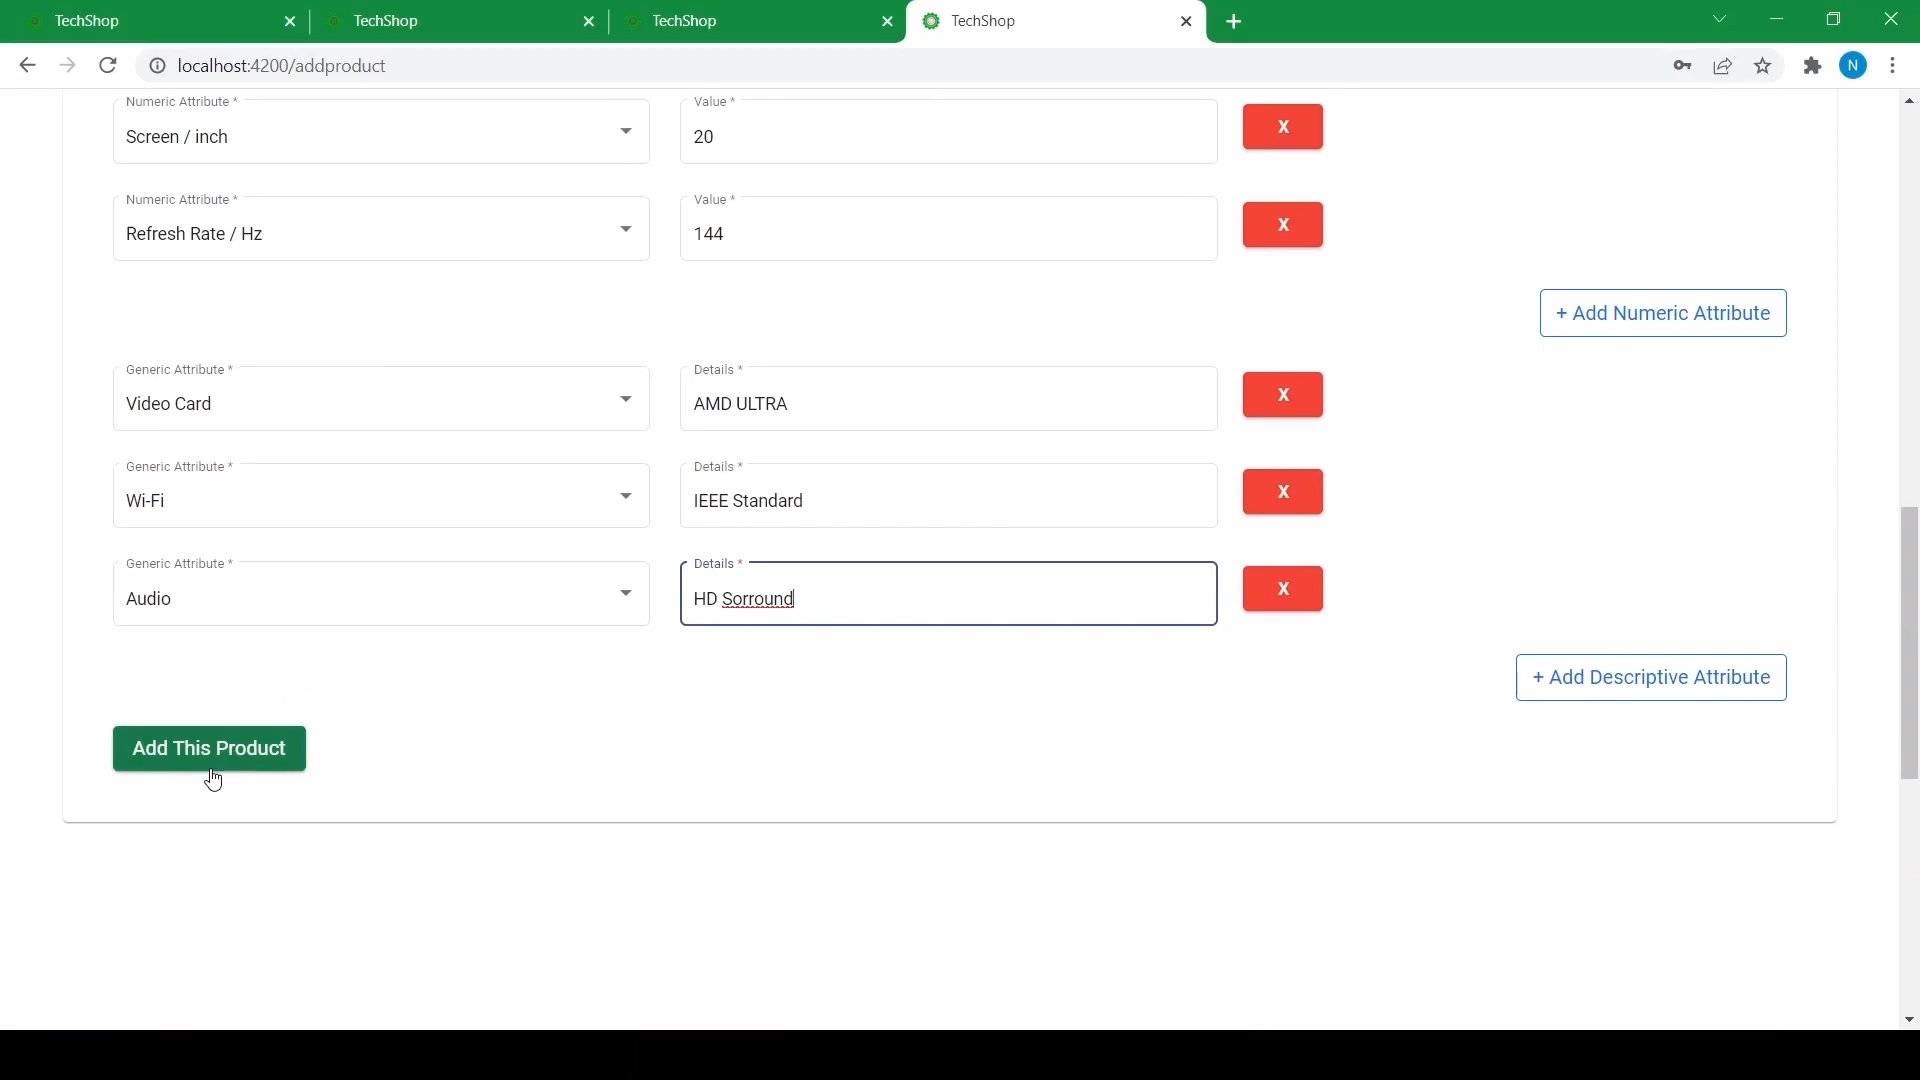 TechShop
TechShop
TechShop
TechShop
localhost:4200/addproduct
N
Numeric Attribute *
Value *
Screen / inch
20
X
Numeric Attribute *
Value *
Refresh Rate / Hz
144
X
+ Add Numeric Attribute
Generic Attribute *
Details *
Video Card
AMD ULTRA
X
Generic Attribute *
Details *
Wi-Fi
IEEE Standard
X
Generic Attribute *
Details *
Audio
HD Sorround
X
+ Add Descriptive Attribute
Add This Product